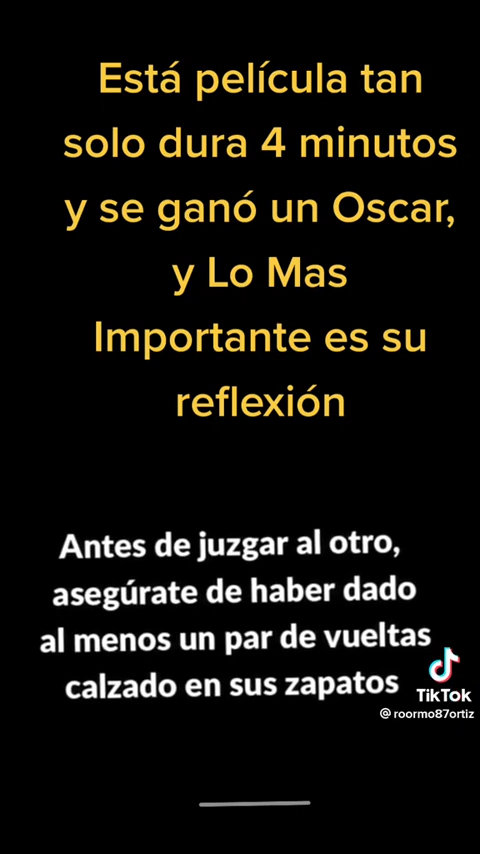 Está película tan
solo dura 4 minutos
y se ganó un Oscar,
y Lo Mas
Importante es su
reflexión
Antes de juzgar al otro,
asegúrate de haber dado
al menos un par de vueltas
calzado en sus zapatos
TikTok
@roormo87ortiz